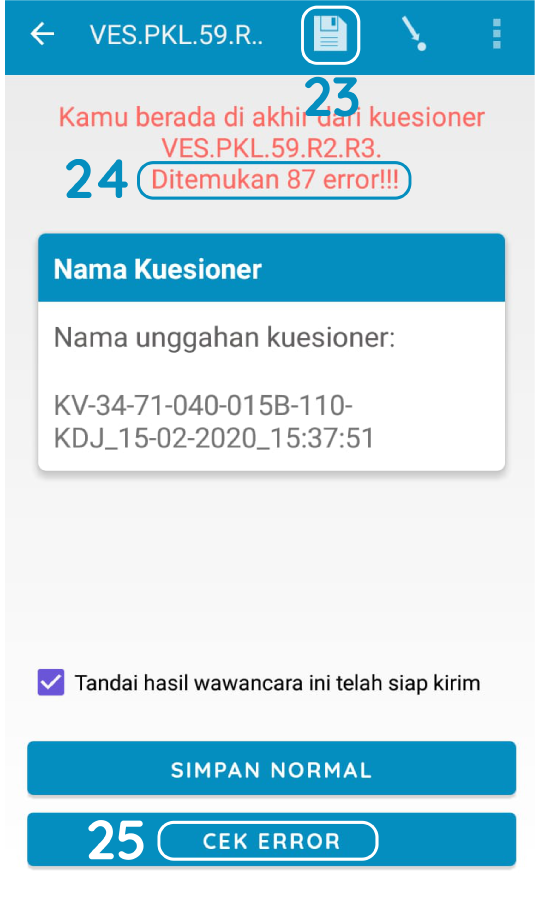 VES.PKL.59.R..
23
Kamu berada di akhir dari kuesioner
VES.PKL.59.R2.R3.
24 Ditemukan 87 error!!!
Nama Kuesioner
Nama unggahan kuesioner:
KV-34-71-040-015B-110-
KDJ_15-02-2020_15:37:51
Tandai hasil wawancara ini telah siap kirim
SIMPAN NORMAL
25 CEK ERROR